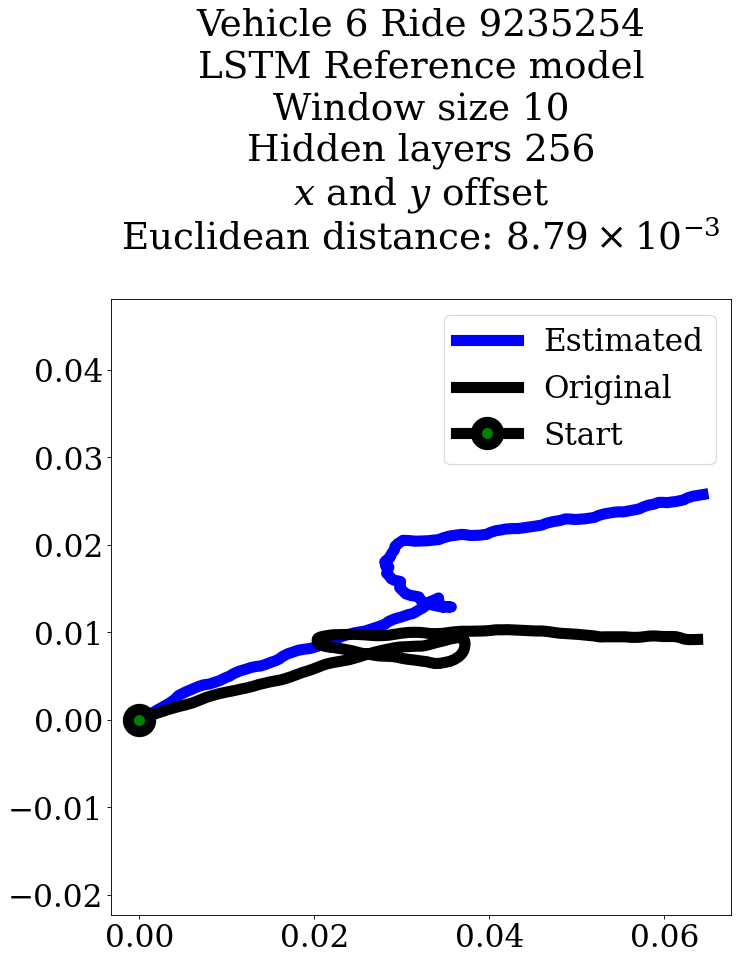 Vehicle 6 Ride 9235254
LSTM Reference model
Window size 10
Hidden layers 256
x and y offset
Euclidean distance: 8.79 × 10⁻³
Estimated
Original
Start
0.04
0.03
0.02
0.01
0.00
−0.01
−0.02
0.00 0.02 0.04 0.06